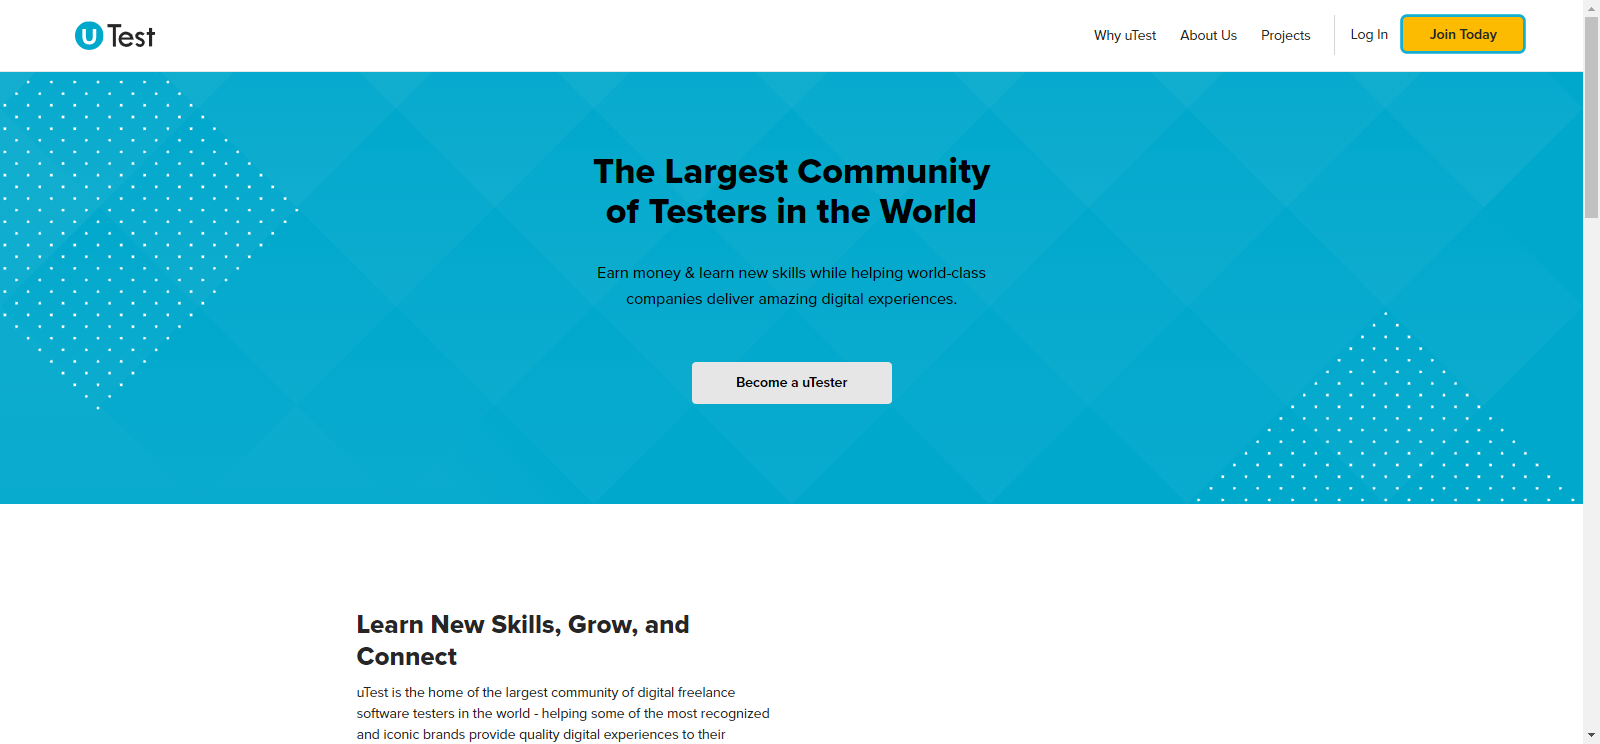 uTest
Why uTest
About Us
Projects
Log In
Join Today
The Largest Community
of Testers in the World
Earn money & learn new skills while helping world-class
companies deliver amazing digital experiences.
Become a uTester
Learn New Skills, Grow, and
Connect
uTest is the home of the largest community of digital freelance
software testers in the world - helping some of the most recognized
and iconic brands provide quality digital experiences to their